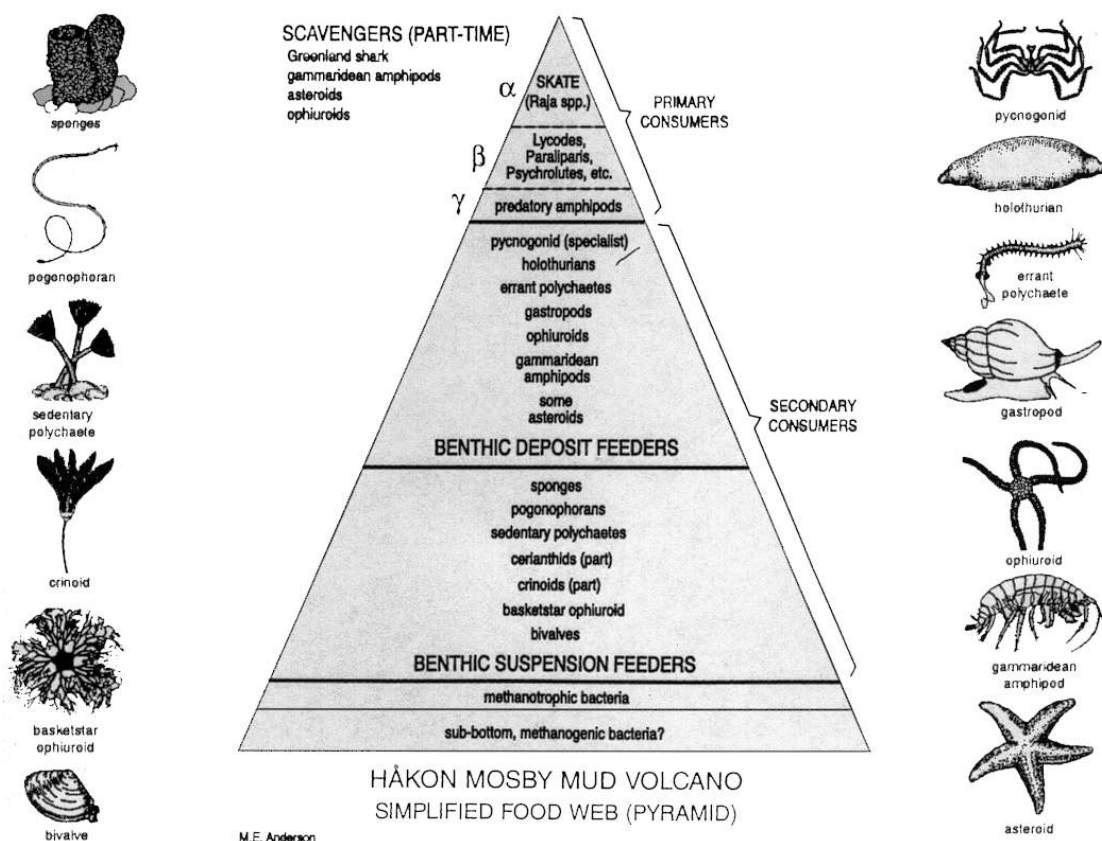 SCAVENGERS (PART-TIME)
Greenland shark
gammaridean amphipods
asteroids
ophiuroids
α
SKATE
(Raja spp.)
β
Lycodes,
Paraliparis,
Psychrolutes, etc.
γ
predatory amphipods
PRIMARY
CONSUMERS
pycnogonid (specialist)
holothurians
errant polychaetes
gastropods
ophiuroids
gammaridean
amphipods
some
asteroids
BENTHIC DEPOSIT FEEDERS
SECONDARY
CONSUMERS
sponges
pogonophorans
sedentary polychaetes
cerianthids (part)
crinoids (part)
basketstar ophiuroid
bivalves
BENTHIC SUSPENSION FEEDERS
methanotrophic bacteria
sub-bottom, methanogenic bacteria?
HÅKON MOSBY MUD VOLCANO
SIMPLIFIED FOOD WEB (PYRAMID)
M.E. Anderson
sponges
pogonophoran
sedentary
polychaete
crinoid
basketstar
ophiuroid
bivalve
pycnogonid
holothurian
errant
polychaete
gastropod
ophiuroid
gammaridean
amphipod
asteroid